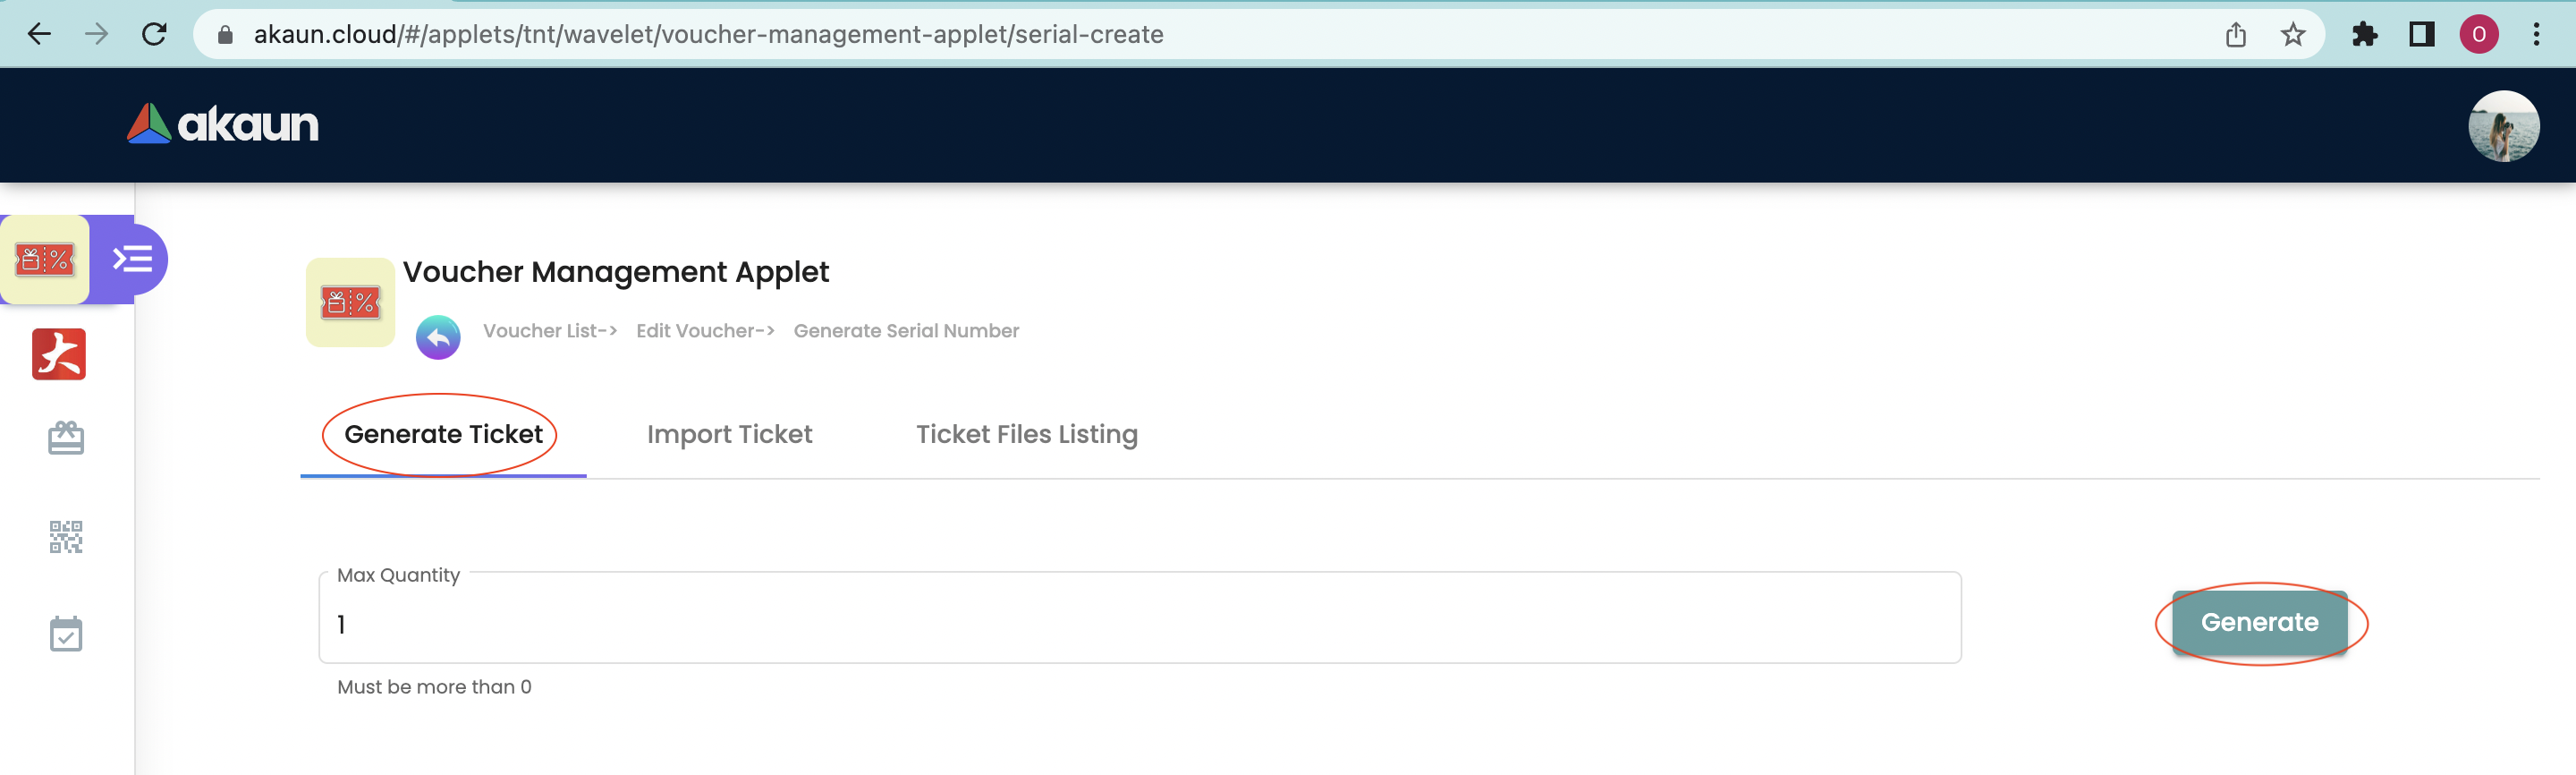 akaun.cloud/#/applets/tnt/wavelet/voucher-management-applet/serial-create
O
akaun
%
大
%
Voucher Management Applet
Voucher List-> Edit Voucher-> Generate Serial Number
Generate Ticket Import Ticket Ticket Files Listing
Max Quantity
1
Generate
Must be more than 0